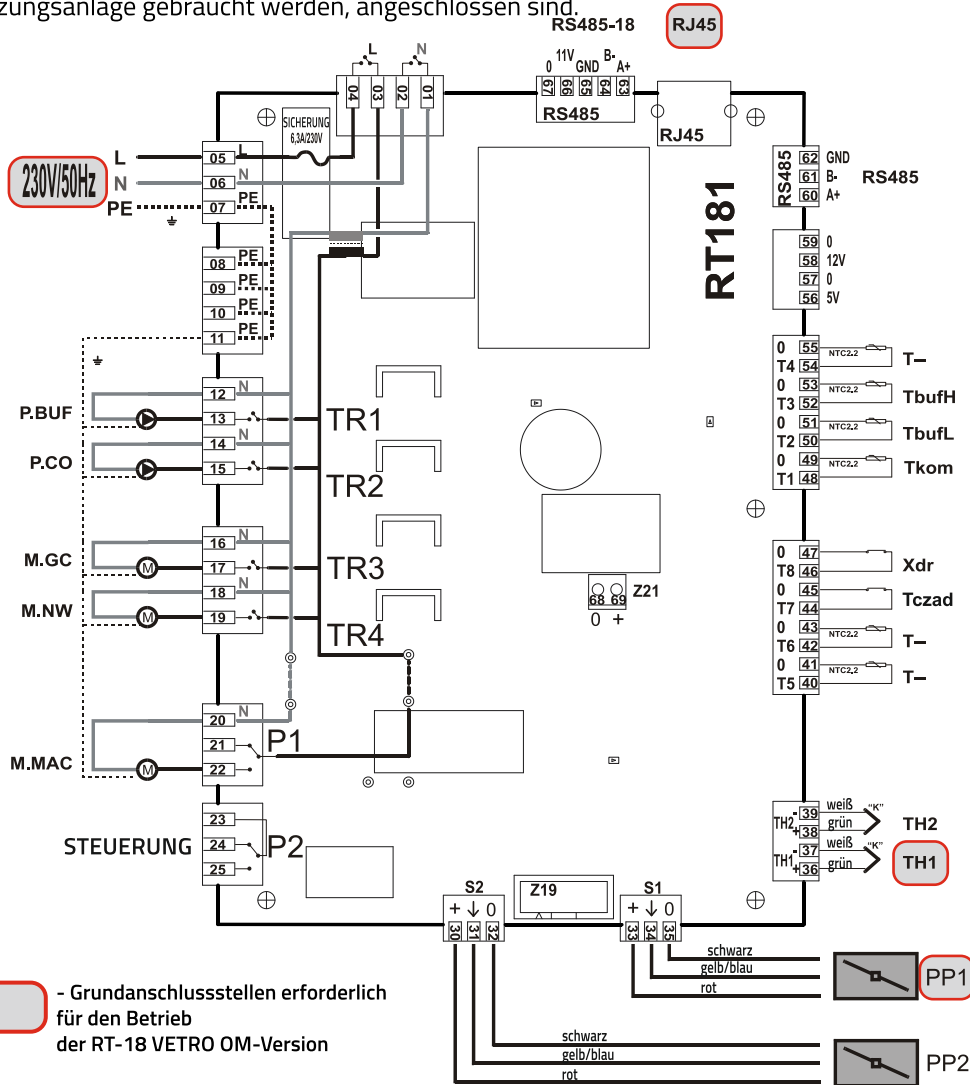 zungsanlage gebraucht werden, angeschlossen sind.
RS485-18 RJ45
L N
11V B-
0 GND A+
04 03 02 01
67 66 65 64 63
RS485
RJ45
SICHERUNG
6,3A/230V
230V/50Hz
L 05 L
N 06 N
PE 07 PE
08 PE
09 PE
10 PE
11 PE
RT181
RS485
62 GND
61 B-
60 A+
RS485
59 0
58 12V
57 0
56 5V
0 55
T4 54 NTC2.2 T–
0 53
T3 52 NTC2.2 TbufH
0 51
T2 50 NTC2.2 TbufL
0 49
T1 48 NTC2.2 Tkom
12 N
P.BUF 13 TR1
14 N
P.CO 15 TR2
16 N
M.GC 17 TR3
18 N
M.NW 19 TR4
68 69 Z21
0 +
0 47
T8 46 Xdr
0 45
T7 44 Tczad
0 43
T6 42 NTC2.2 T–
0 41
T5 40 NTC2.2 T–
M M
20 N
21 P1
M.MAC M 22
23
STEUERUNG 24 P2
25
TH2 - 39 weiß "K"
+ 38 grün TH2
TH1 - 37 weiß "K"
+ 36 grün TH1
S2 Z19 S1
+ ↓ 0 + ↓ 0
30 31 32 33 34 35
schwarz
gelb/blau
rot
PP1
schwarz
gelb/blau
rot
PP2
- Grundanschlussstellen erforderlich
für den Betrieb
der RT-18 VETRO OM-Version